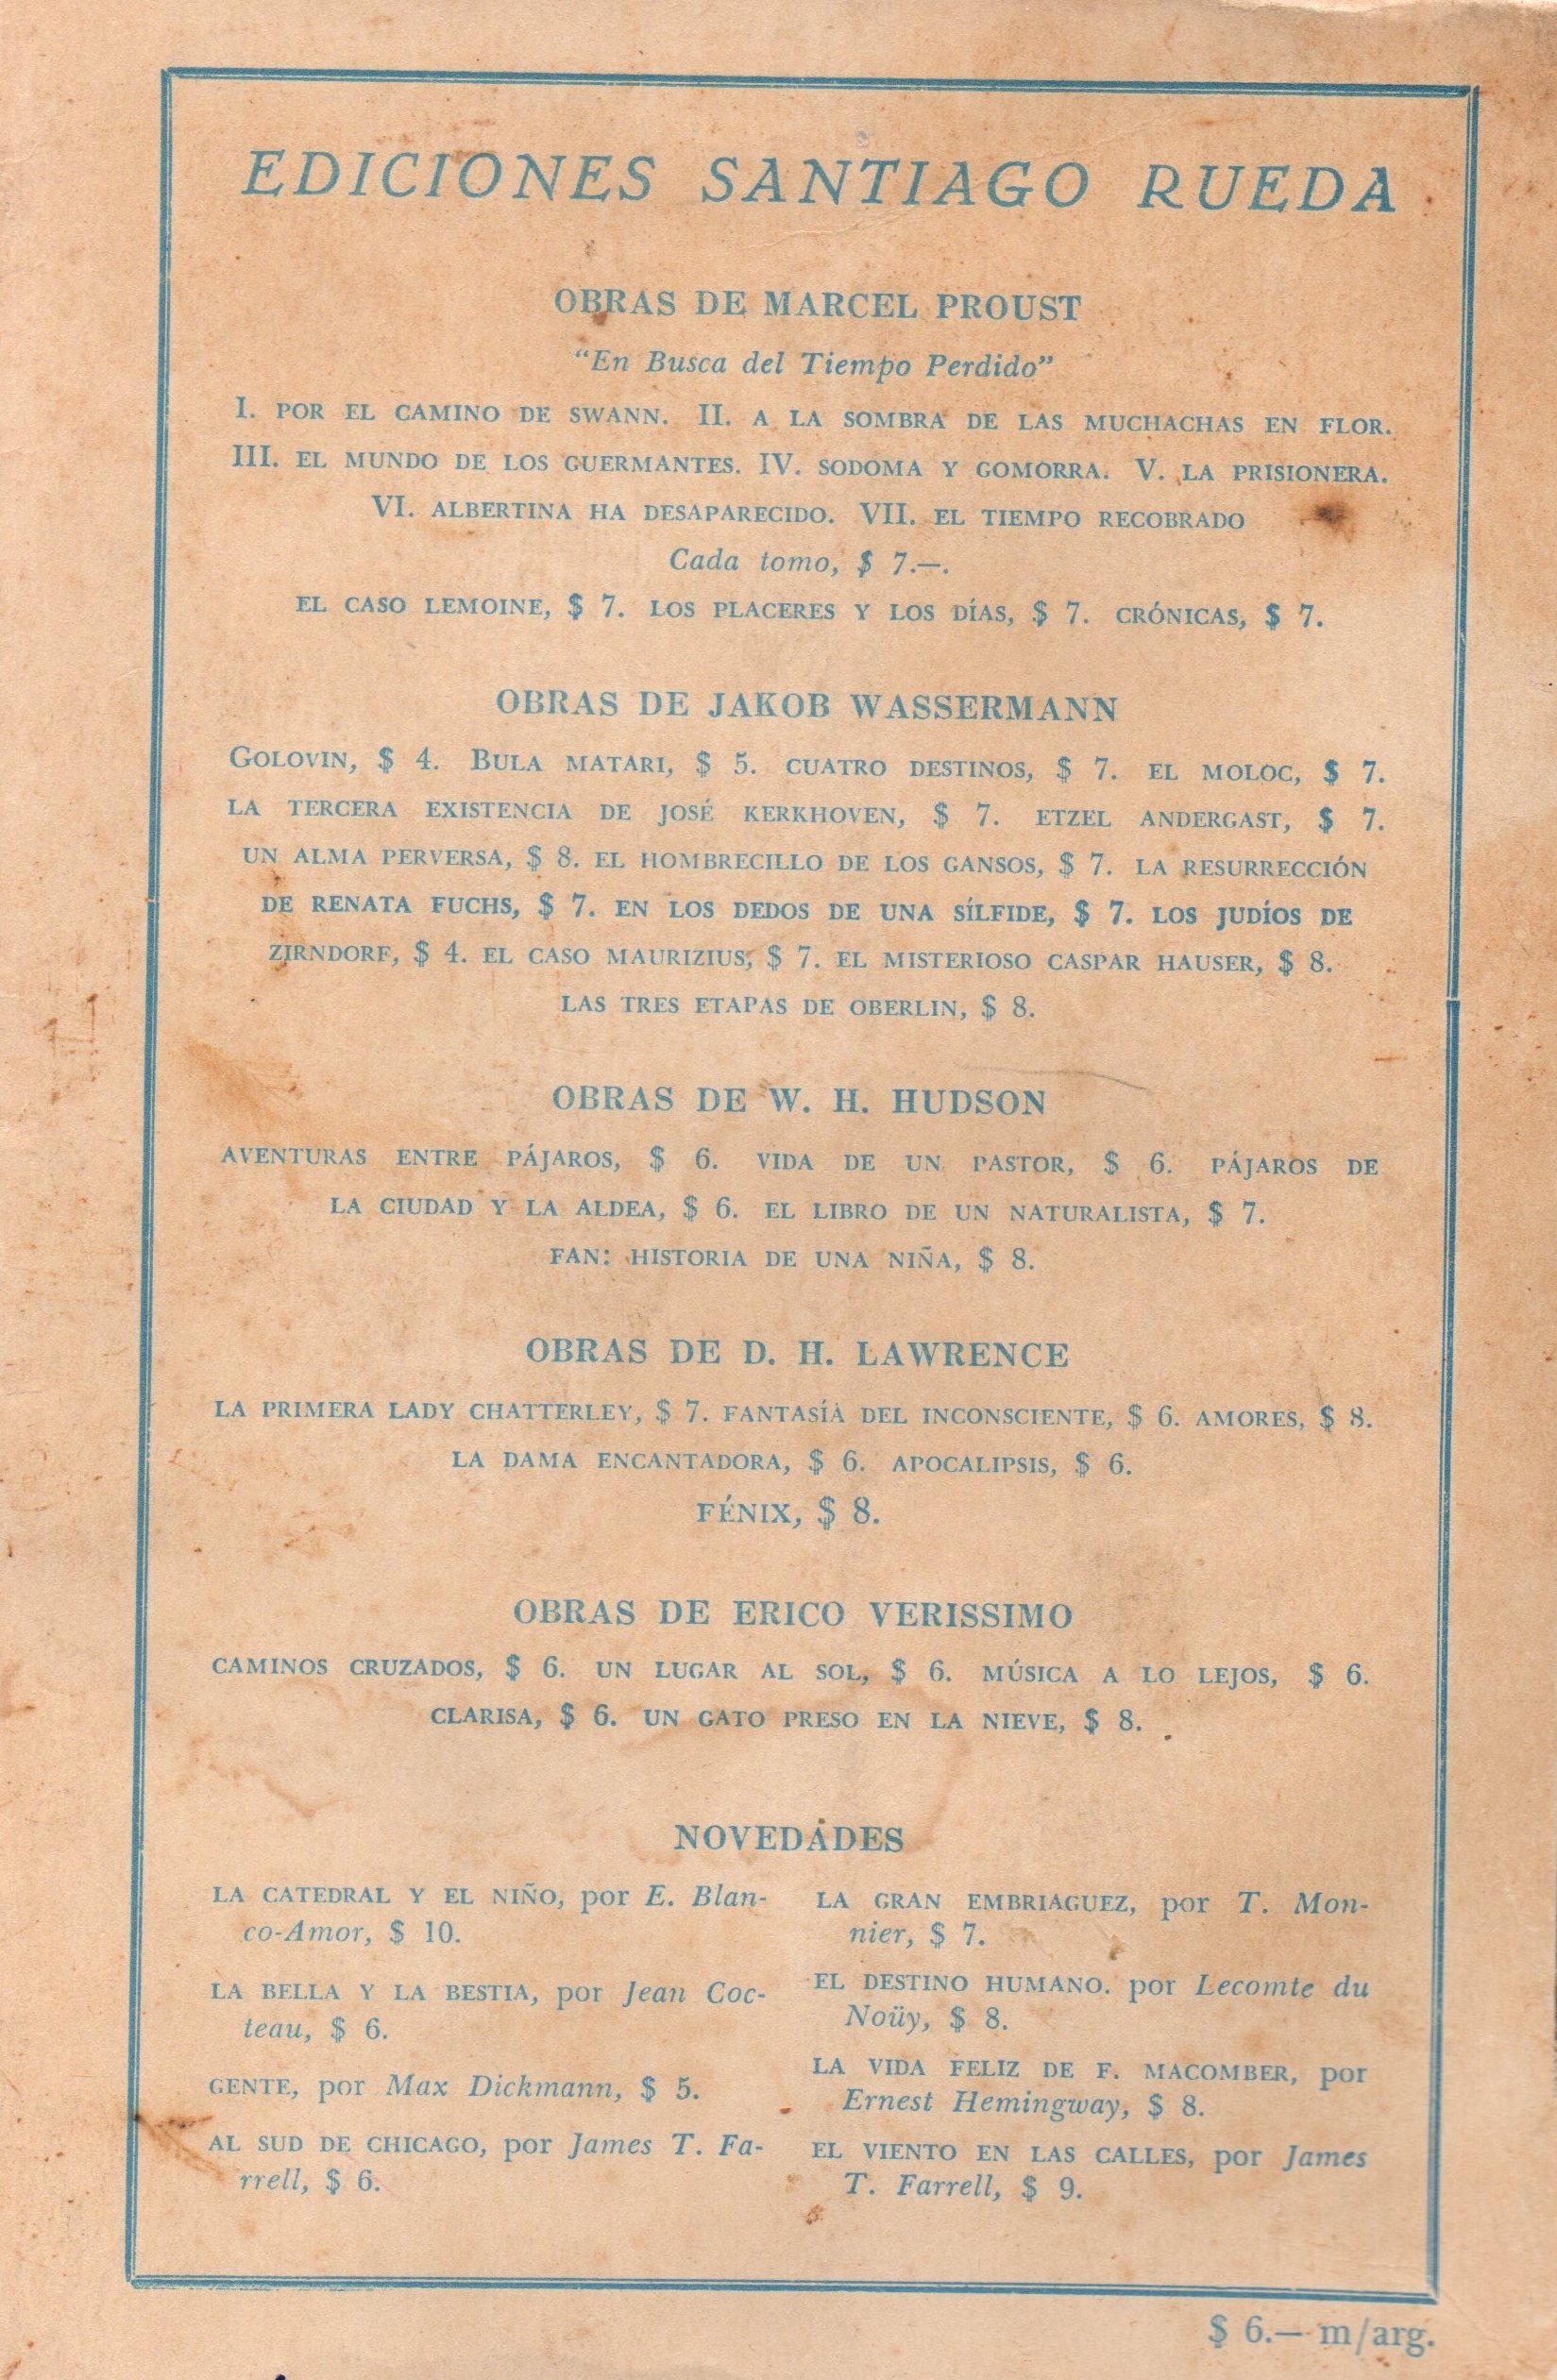 EDICIONES SANTIAGO RUEDA
OBRAS DE MARCEL PROUST
“En Busca del Tiempo Perdido”
I. POR EL CAMINO DE SWANN. II. A LA SOMBRA DE LAS MUCHACHAS EN FLOR.
III. EL MUNDO DE LOS GUERMANTES. IV. SODOMA Y GOMORRA. V. LA PRISIONERA.
VI. ALBERTINA HA DESAPARECIDO. VII. EL TIEMPO RECOBRADO
Cada tomo, $ 7.—.
EL CASO LEMOINE, $ 7. LOS PLACERES Y LOS DÍAS, $ 7. CRÓNICAS, $ 7.
OBRAS DE JAKOB WASSERMANN
GOLOVIN, $ 4. BULA MATARI, $ 5. CUATRO DESTINOS, $ 7. EL MOLOC, $ 7.
LA TERCERA EXISTENCIA DE JOSÉ KERKHOVEN, $ 7. ETZEL ANDERGAST, $ 7.
UN ALMA PERVERSA, $ 8. EL HOMBRECILLO DE LOS GANSOS, $ 7. LA RESURRECCIÓN
DE RENATA FUCHS, $ 7. EN LOS DEDOS DE UNA SÍLFIDE, $ 7. LOS JUDÍOS DE
ZIRNDORF, $ 4. EL CASO MAURIZIUS, $ 7. EL MISTERIOSO CASPAR HAUSER, $ 8.
LAS TRES ETAPAS DE OBERLIN, $ 8.
OBRAS DE W. H. HUDSON
AVENTURAS ENTRE PÁJAROS, $ 6. VIDA DE UN PASTOR, $ 6. PÁJAROS DE
LA CIUDAD Y LA ALDEA, $ 6. EL LIBRO DE UN NATURALISTA, $ 7.
FAN: HISTORIA DE UNA NIÑA, $ 8.
OBRAS DE D. H. LAWRENCE
LA PRIMERA LADY CHATTERLEY, $ 7. FANTASÍA DEL INCONSCIENTE, $ 6. AMORES, $ 8.
LA DAMA ENCANTADORA, $ 6. APOCALIPSIS, $ 6.
FÉNIX, $ 8.
OBRAS DE ERICO VERISSIMO
CAMINOS CRUZADOS, $ 6. UN LUGAR AL SOL, $ 6. MÚSICA A LO LEJOS, $ 6.
CLARISA, $ 6. UN GATO PRESO EN LA NIEVE, $ 8.
NOVEDADES
LA CATEDRAL Y EL NIÑO, por E. Blan-
co-Amor, $ 10.
LA BELLA Y LA BESTIA, por Jean Coc-
teau, $ 6.
GENTE, por Max Dickmann, $ 5.
AL SUD DE CHICAGO, por James T. Fa-
rrell, $ 6.
LA GRAN EMBRIAGUEZ, por T. Mon-
nier, $ 7.
EL DESTINO HUMANO. por Lecomte du
Noüy, $ 8.
LA VIDA FELIZ DE F. MACOMBER, por
Ernest Hemingway, $ 8.
EL VIENTO EN LAS CALLES, por James
T. Farrell, $ 9.
$ 6.— m/arg.